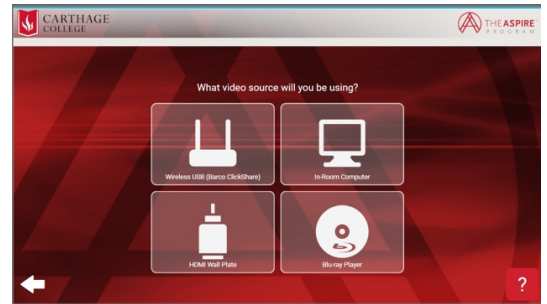 CARTHAGE
COLLEGE
THE ASPIRE
PROGRAM
What video source will you be using?
Wireless USB (Barco ClickShare)
In-Room Computer
HDMI Wall Plate
Blu-ray Player
?